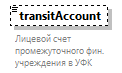 transitAccount
Лицевой счет
промежуточного фин.
учреждения в УФК